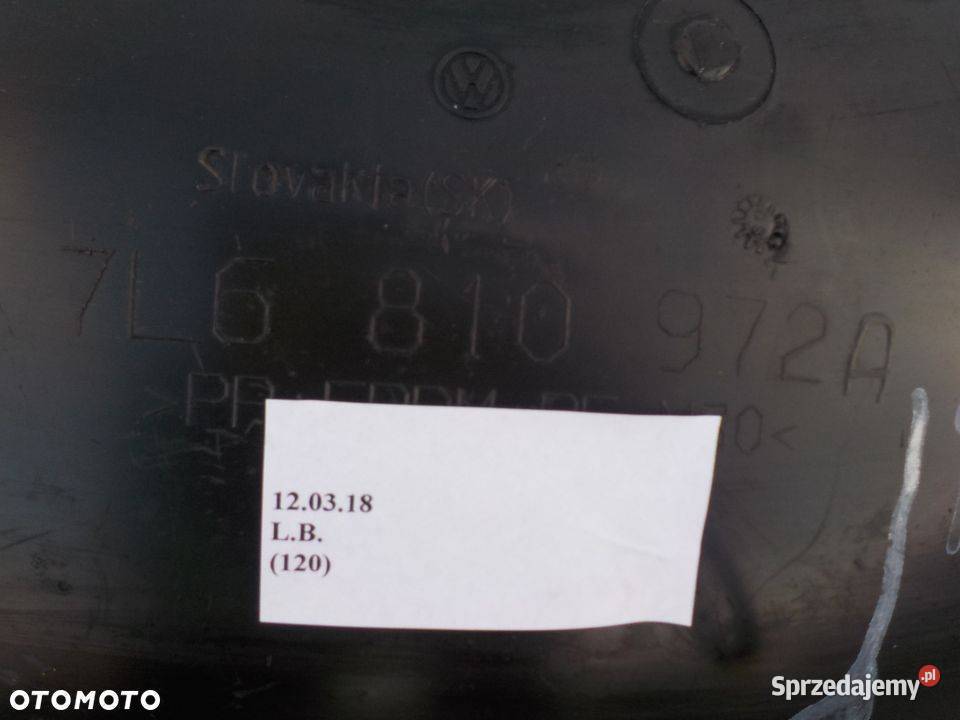 Slovakia (SK)
7L6 810 972A
12.03.18
L.B.
(120)
OTOMOTO
Sprzedajemy.pl